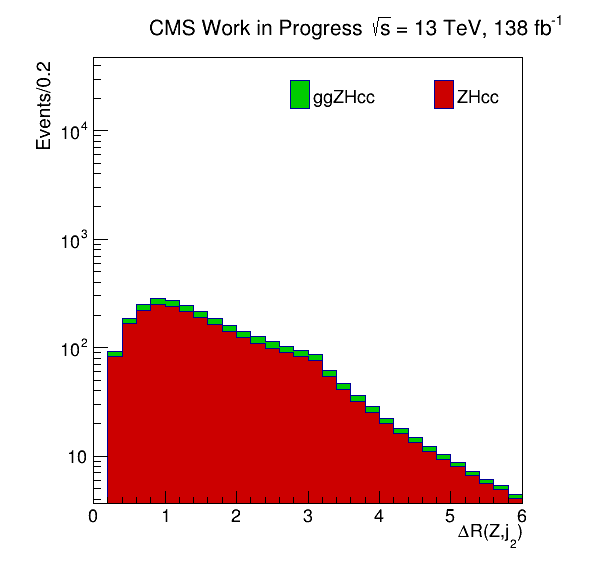 CMS Work in Progress √s = 13 TeV, 138 fb⁻¹
Events/0.2
ggZHcc ZHcc
10⁴
10³
10²
10
0 1 2 3 4 5 6
ΔR(Z,j₂)